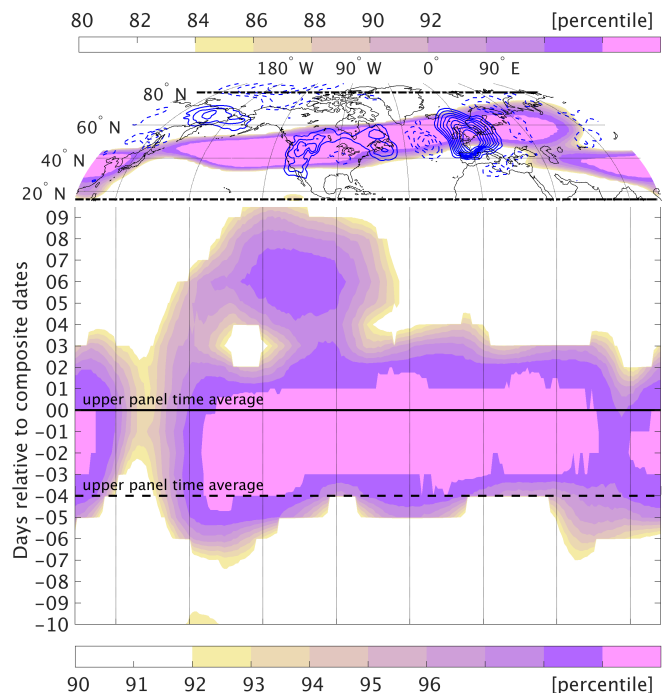 80 82 84 85 86 88 90 92 [percentile]
180° W 90° W 0° 90° E
80° N
60° N
40° N
20° N
Days relative to composite dates
09
08
07
06
05
04
03
02
01
upper panel time average
00
-01
-02
-03
upper panel time average
-04
-05
-06
-07
-08
-09
-10
90 91 92 93 94 95 96 [percentile]